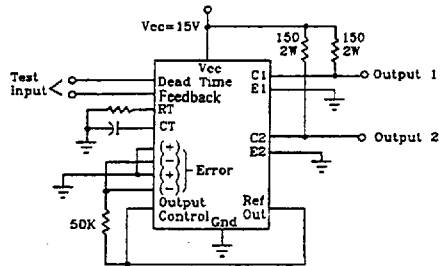 Vcc=15V
150
2W
150
2W
Test
Input
Vcc
Dead Time
Feedback
RT
CT
C1
E1
Output 1
C2
E2
Output 2
(+)
(-)
(+)
(-)
Error
Output
Control
Ref
Out
Gnd
50K